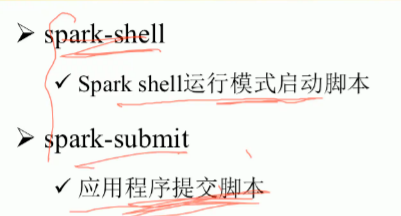 ➤ spark-shell
✓ Spark shell运行模式启动脚本
➤ spark-submit
✓ 应用程序提交脚本